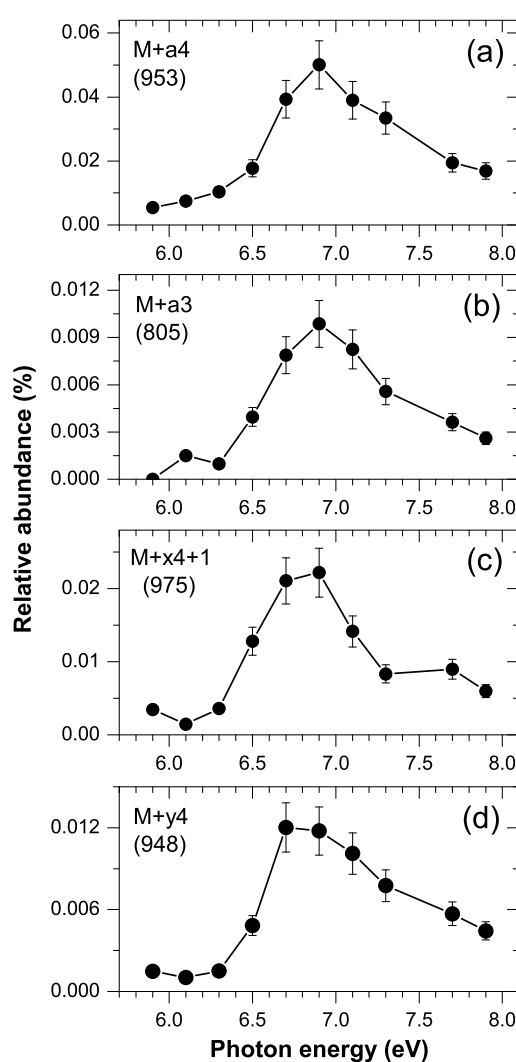 Relative abundance (%)
M+a4
(953)
(a)
0.06
0.04
0.02
0.00
6.0 6.5 7.0 7.5 8.0
M+a3
(805)
(b)
0.012
0.009
0.006
0.003
0.000
6.0 6.5 7.0 7.5 8.0
M+x4+1
(975)
(c)
0.02
0.01
0.00
6.0 6.5 7.0 7.5 8.0
M+y4
(948)
(d)
0.012
0.006
0.000
6.0 6.5 7.0 7.5 8.0
Photon energy (eV)